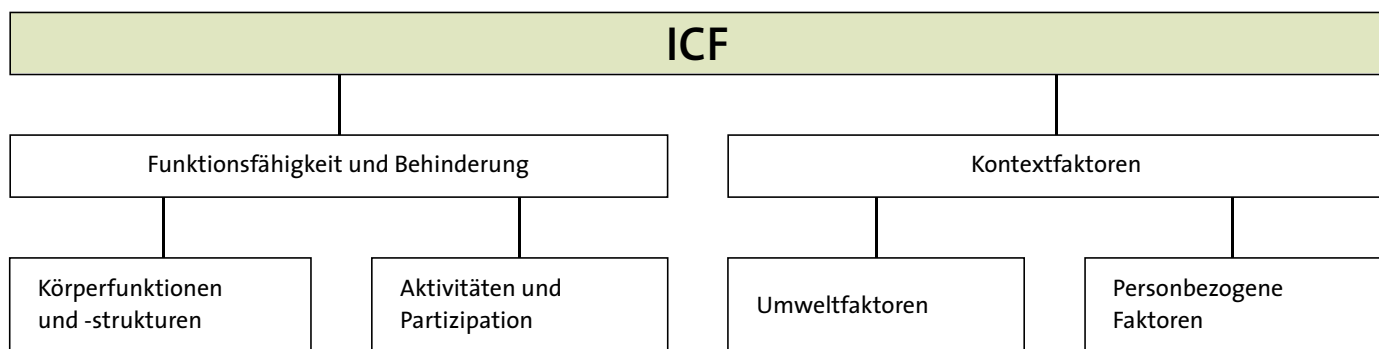 ICF
Funktionsfähigkeit und Behinderung
Kontextfaktoren
Körperfunktionen
und -strukturen
Aktivitäten und
Partizipation
Umweltfaktoren
Personbezogene
Faktoren